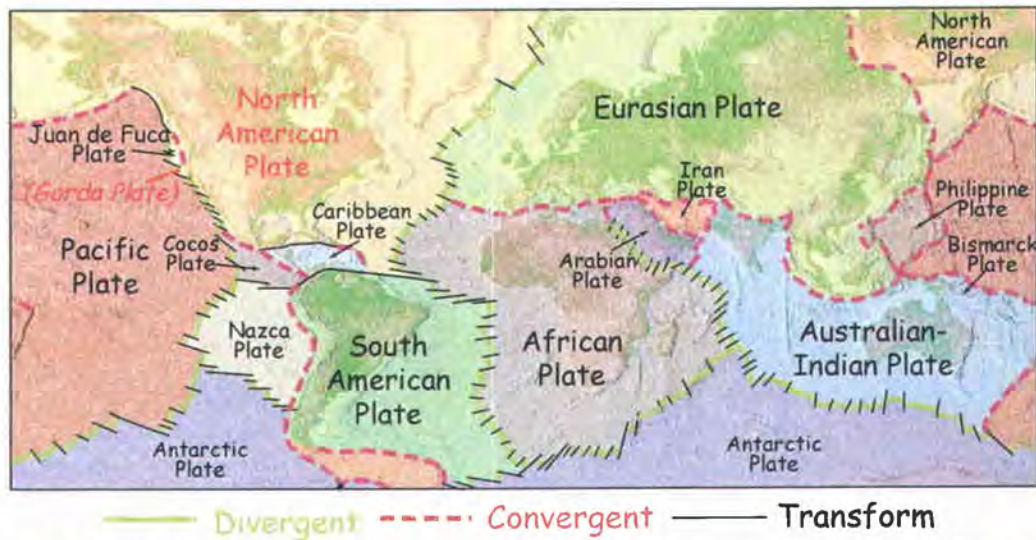 North
American
Plate
Eurasian Plate
Juan de Fuca
Plate
North
American
Plate
(Gorda Plate)
Iran
Plate
Philippine
Plate
Caribbean
Plate
Pacific
Plate
Cocos
Plate
Arabian
Plate
Bismarck
Plate
Nazca
Plate
South
American
Plate
African
Plate
Australian-
Indian Plate
Antarctic
Plate
Antarctic
Plate
Divergent
Convergent
Transform